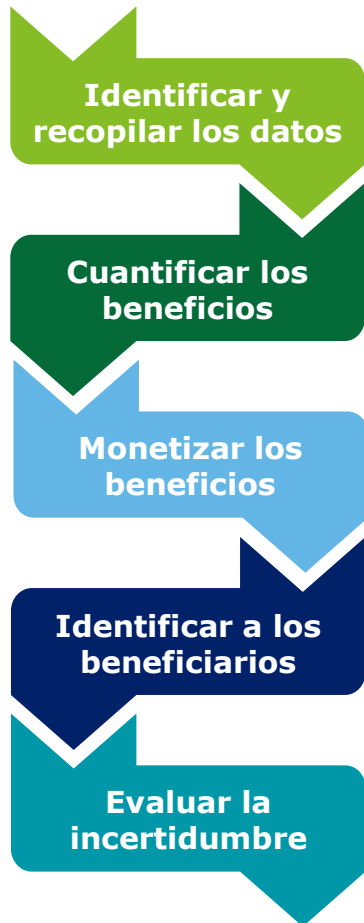 Identificar y
recopilar los datos
Cuantificar los
beneficios
Monetizar los
beneficios
Identificar a los
beneficiarios
Evaluar la
incertidumbre